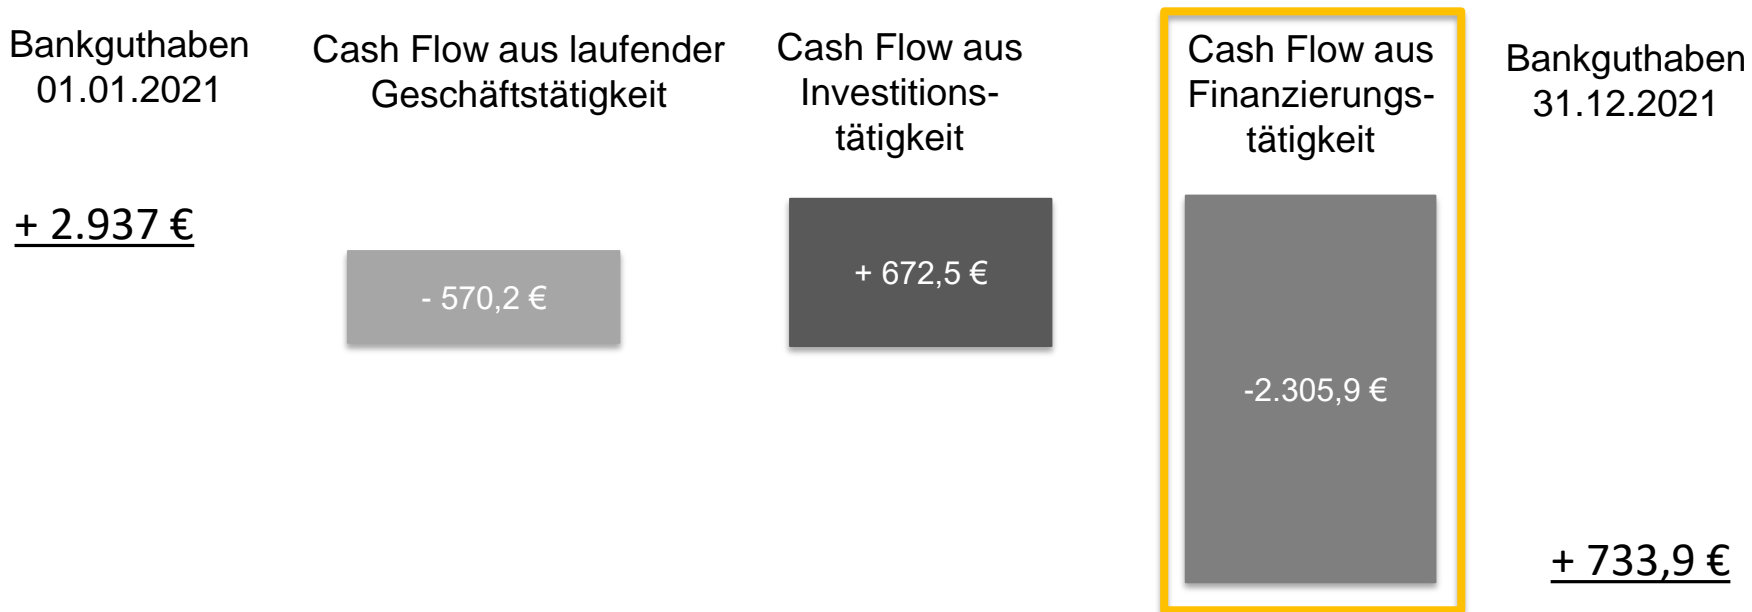 Bankguthaben
01.01.2021
Cash Flow aus laufender
Geschäftstätigkeit
Cash Flow aus
Investitions-
tätigkeit
Cash Flow aus
Finanzierungs-
tätigkeit
Bankguthaben
31.12.2021
+ 2.937 €
- 570,2 €
+ 672,5 €
-2.305,9 €
+ 733,9 €